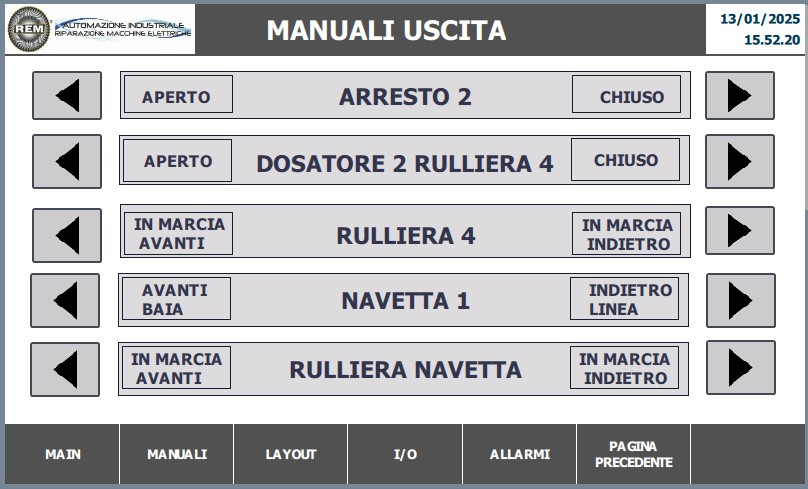 REM
AUTOMAZIONE INDUSTRIALE
RIPARAZIONE MACCHINE ELETTRICHE
MANUALI USCITA
13/01/2025
15.52.20
APERTO
ARRESTO 2
CHIUSO
APERTO
DOSATORE 2 RULLIERA 4
CHIUSO
IN MARCIA
AVANTI
RULLIERA 4
IN MARCIA
INDIETRO
AVANTI
BAIA
NAVETTA 1
INDIETRO
LINEA
IN MARCIA
AVANTI
RULLIERA NAVETTA
IN MARCIA
INDIETRO
MAIN
MANUALI
LAYOUT
I/O
ALLARMI
PAGINA
PRECEDENTE